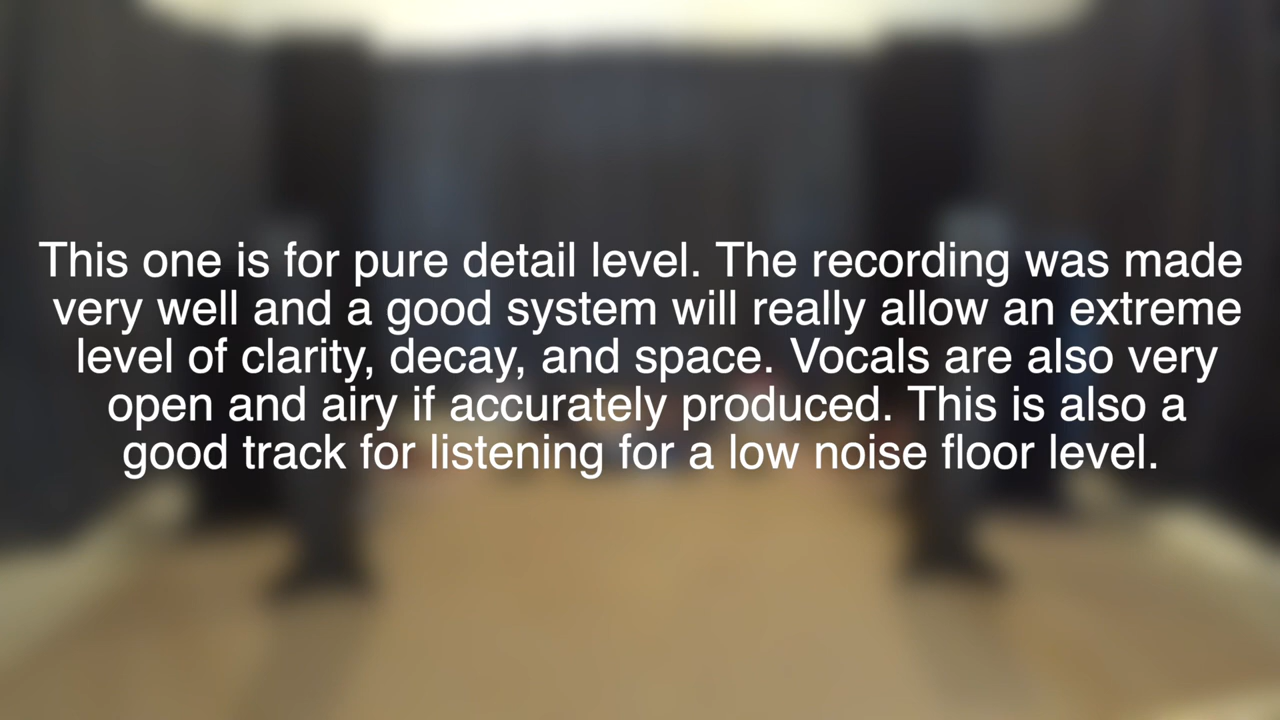 This one is for pure detail level. The recording was made
very well and a good system will really allow an extreme
level of clarity, decay, and space. Vocals are also very
open and airy if accurately produced. This is also a
good track for listening for a low noise floor level.